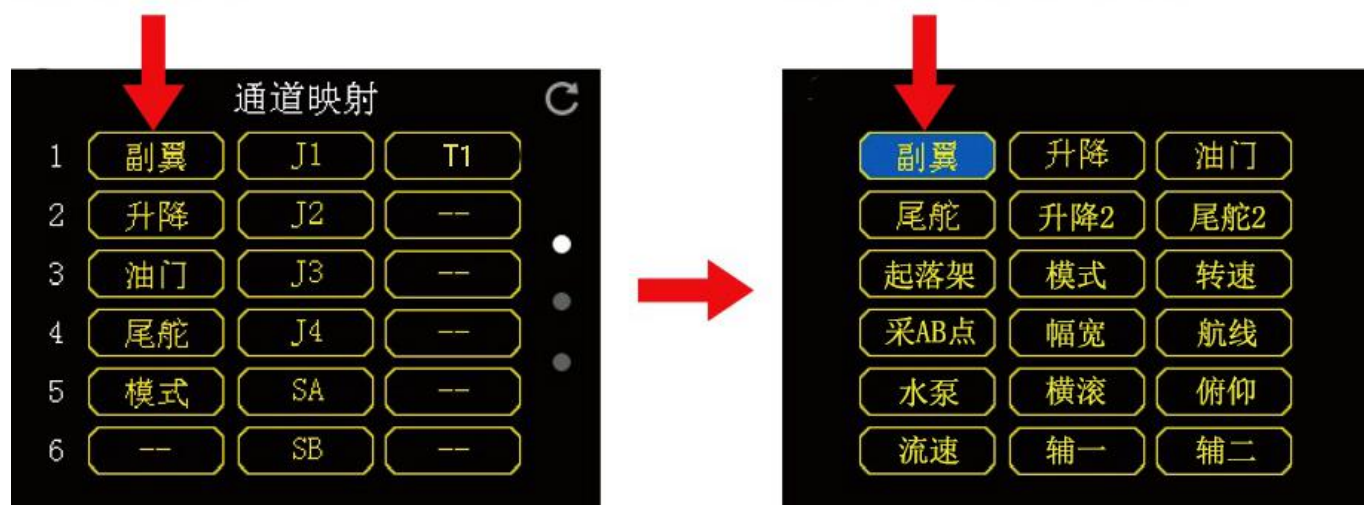 通道映射
1 副翼 J1 T1
2 升降 J2 --
3 油门 J3 --
4 尾舵 J4 --
5 模式 SA --
6 -- SB --
副翼 升降 油门
尾舵 升降2 尾舵2
起落架 模式 转速
采AB点 幅宽 航线
水泵 横滚 俯仰
流速 辅一 辅二